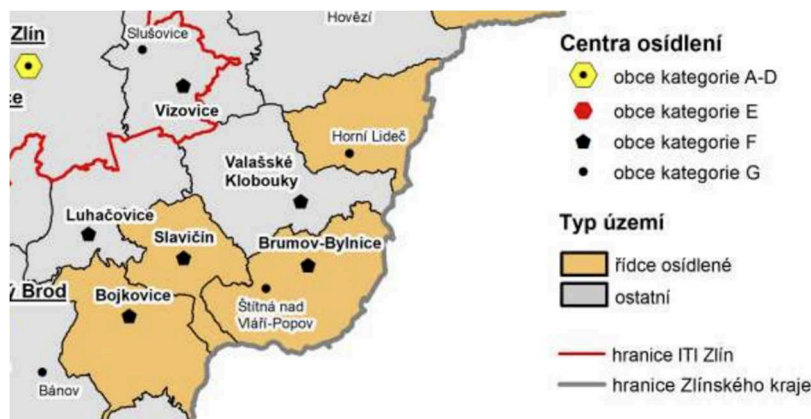 Hovězí
Zlín
Slušovice
ce
Vizovice
Horní Lideč
Valašské
Klobouky
Luhačovice
Slavičín
Brumov-Bylnice
ý Brod
Bojkovice
Štítná nad
Vláří-Popov
Bánov
Centra osídlení
obce kategorie A-D
obce kategorie E
obce kategorie F
obce kategorie G
Typ území
řídce osídlené
ostatní
hranice ITI Zlín
hranice Zlínského kraje